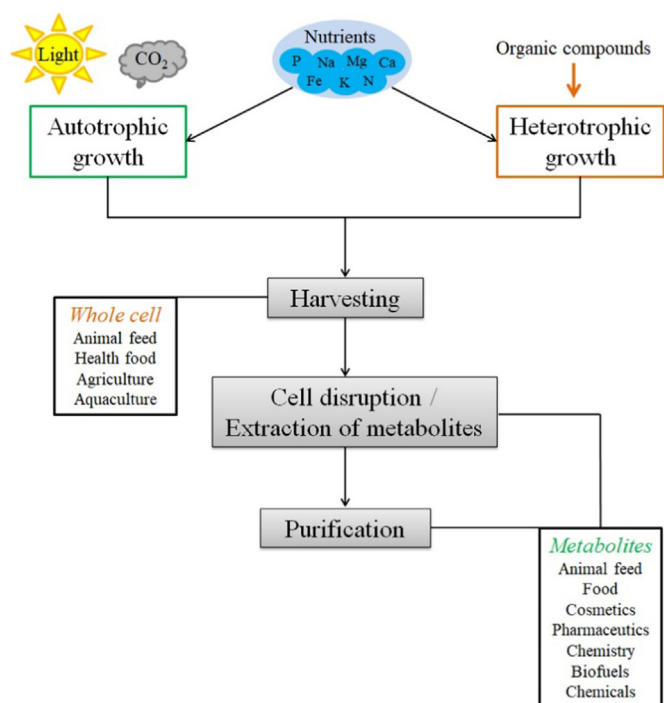 Light
CO2
Nutrients
P Na Mg Ca
Fe K N
Organic compounds
Autotrophic
growth
Heterotrophic
growth
Harvesting
Whole cell
Animal feed
Health food
Agriculture
Aquaculture
Cell disruption /
Extraction of metabolites
Purification
Metabolites
Animal feed
Food
Cosmetics
Pharmaceutics
Chemistry
Biofuels
Chemicals